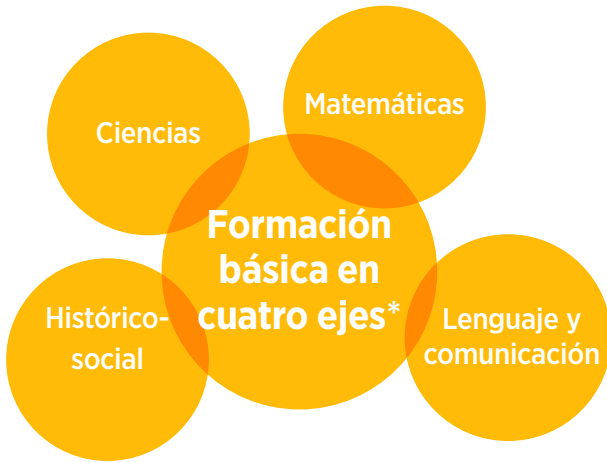 Ciencias
Matemáticas
Formación
básica en
cuatro ejes*
Histórico-
social
Lenguaje y
comunicación